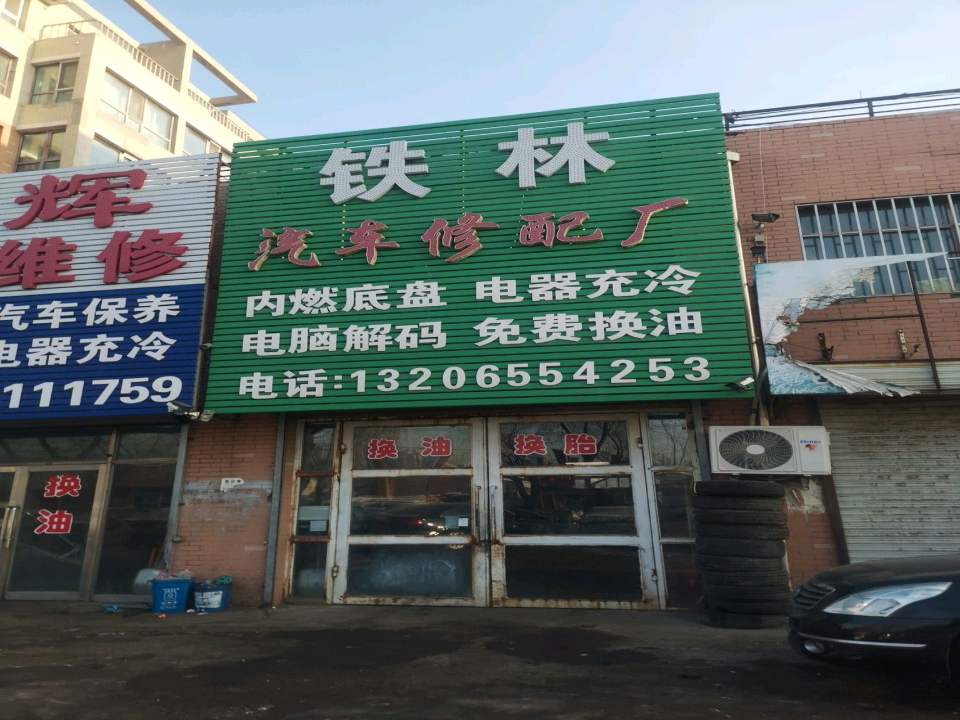 铁林
汽车修配厂
内燃底盘 电器充冷
电脑解码 免费换油
电话:13206554253
辉
维修
汽车保养
电器充冷
111759
换油
换胎
换
油